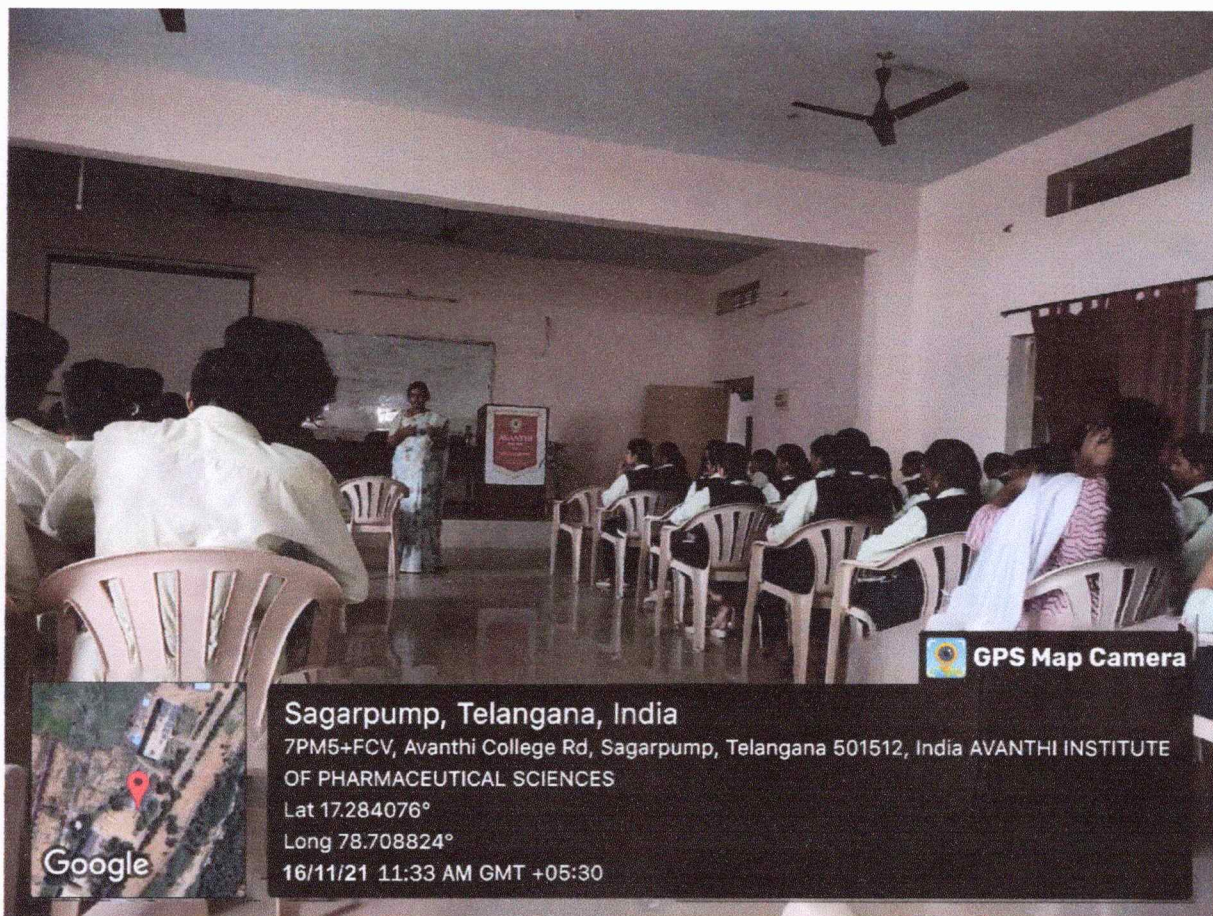 AVANTHI
GPS Map Camera
Sagarpump, Telangana, India
7PM5+FCV, Avanthi College Rd, Sagarpump, Telangana 501512, India AVANTHI INSTITUTE
OF PHARMACEUTICAL SCIENCES
Lat 17.284076°
Long 78.708824°
16/11/21 11:33 AM GMT +05:30
Google